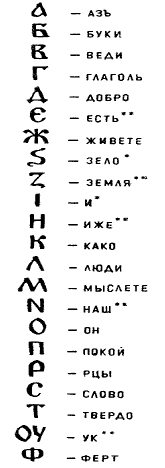 А – АЗЪ
Б – БУКИ
В – ВЕДИ
Г – ГЛАГОЛЬ
Д – ДОБРО
Є – ЕСТЬ**
Ж – ЖИВЕТЕ
Ѕ – ЗЕЛО*
Ꙁ – ЗЕМЛЯ**
І – И*
Н – ИЖЕ**
К – КАКО
Л – ЛЮДИ
М – МЫСЛЕТЕ
N – НАШ**
О – ОН
П – ПОКОЙ
Р – РЦЫ
С – СЛОВО
Т – ТВЕРДО
ОУ – УК**
Ф – ФЕРТ